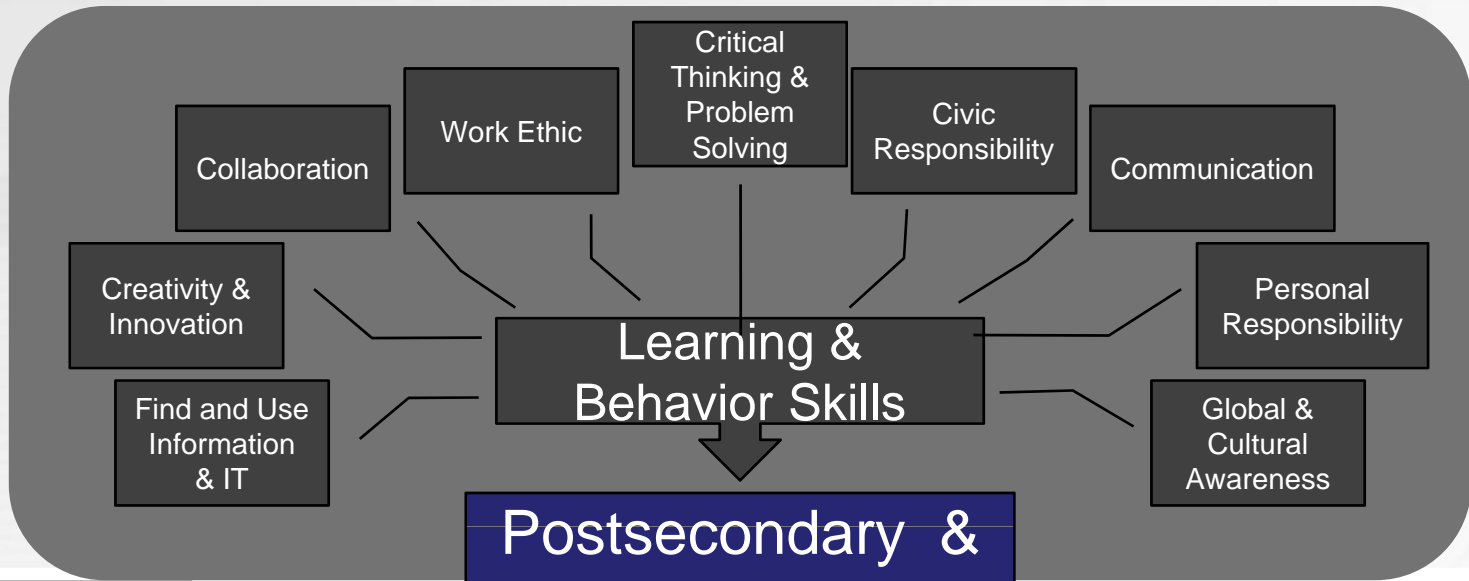 Critical
Thinking &
Problem
Solving
Work Ethic
Civic
Responsibility
Collaboration
Communication
Creativity &
Innovation
Personal
Responsibility
Learning &
Behavior Skills
Find and Use
Information
& IT
Global &
Cultural
Awareness
Postsecondary &